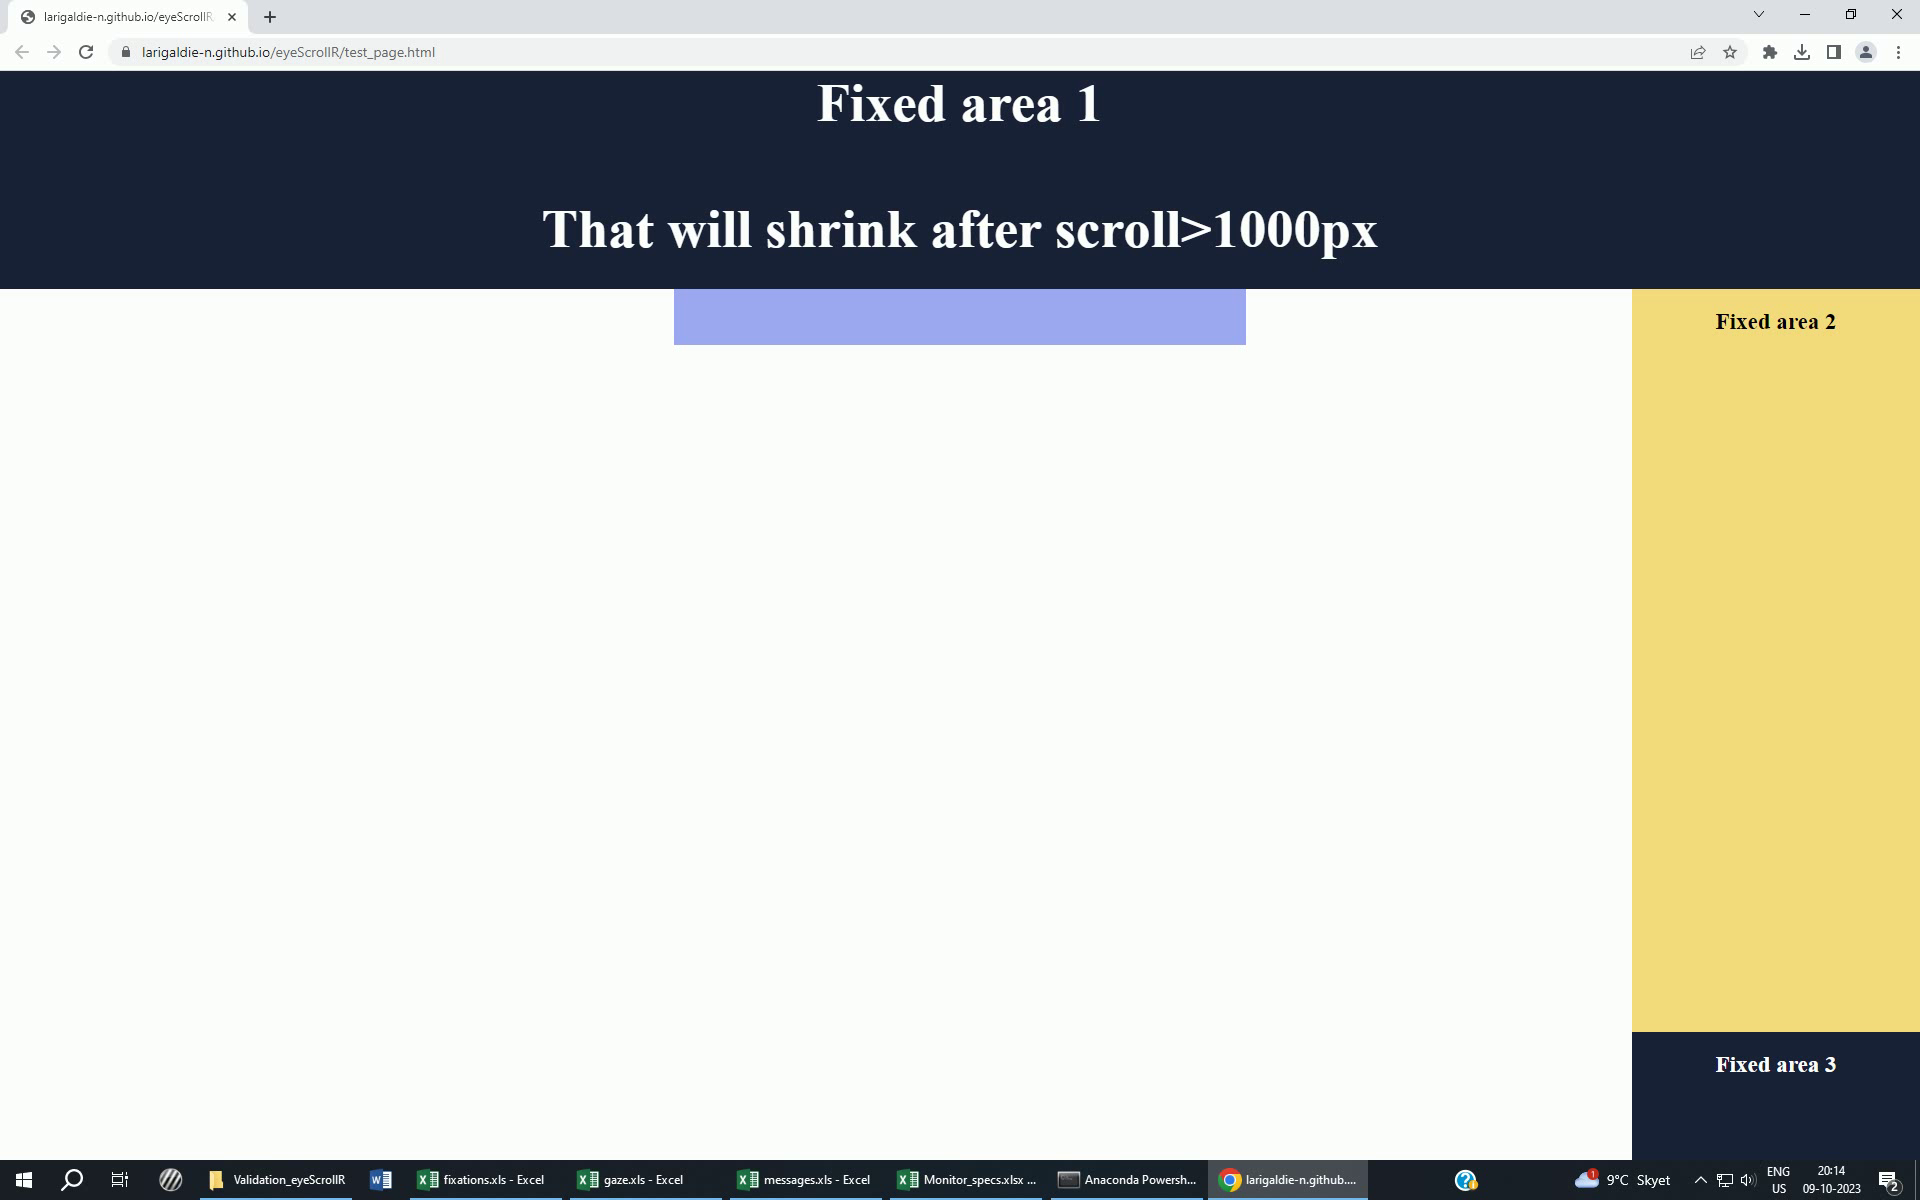 larigaldie-n.github.io/eyeScrollR
larigaldie-n.github.io/eyeScrollR/test_page.html
Fixed area 1
That will shrink after scroll>1000px
Fixed area 2
Fixed area 3
Validation_eyeScrollR
fixations.xls - Excel
gaze.xls - Excel
messages.xls - Excel
Monitor_specs.xlsx ...
Anaconda Powersh...
larigaldie-n.github....
1
9°C Skyet
ENG
US
20:14
09-10-2023
2